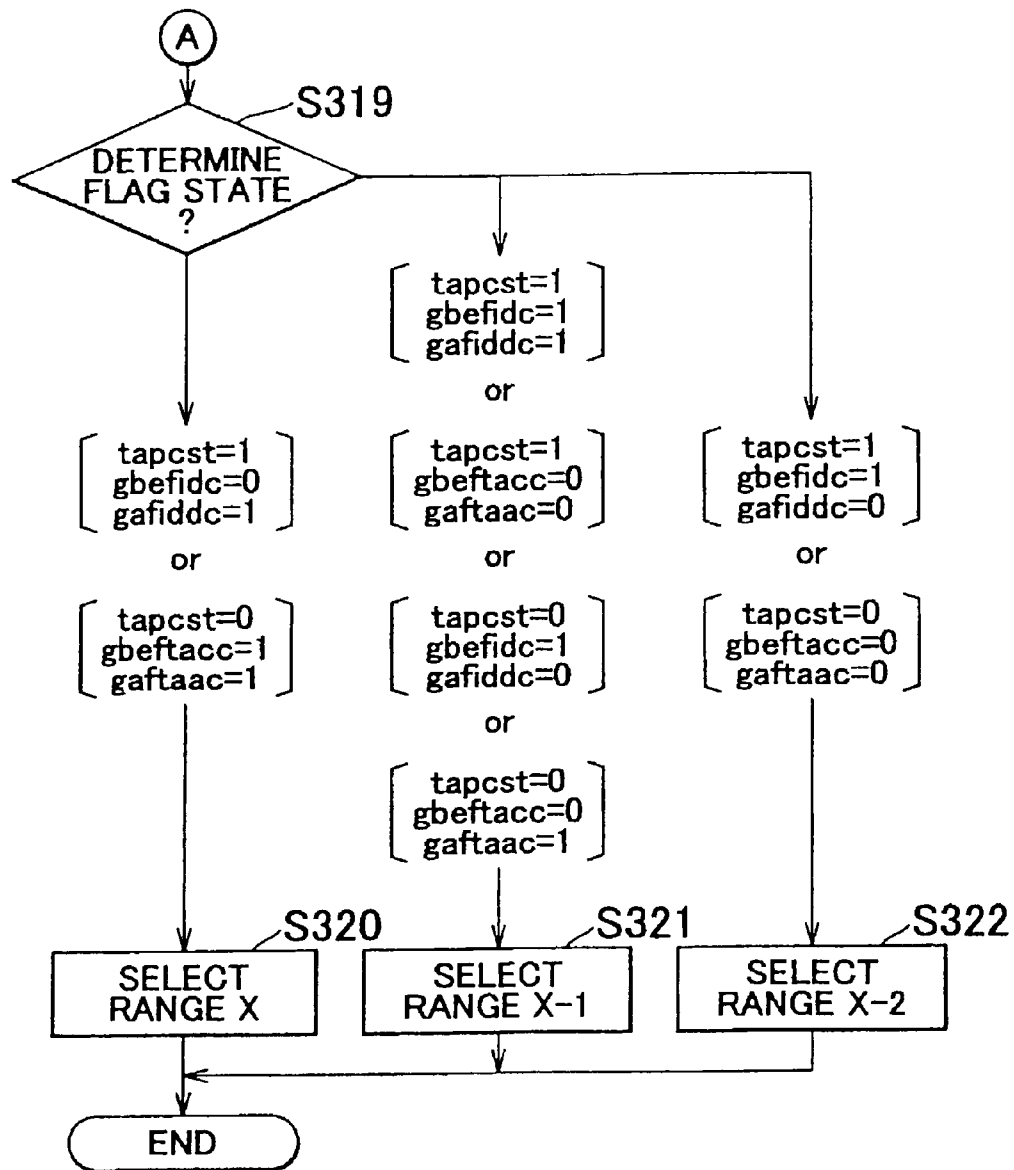 A
S319
DETERMINE
FLAG STATE
?
tapcst=1
gbefidc=0
gafiddc=1
or
tapcst=0
gbeftacc=1
gaftaac=1
tapcst=1
gbefidc=1
gafiddc=1
or
tapcst=1
gbeftacc=0
gaftaac=0
or
tapcst=0
gbefidc=1
gafiddc=0
or
tapcst=0
gbeftacc=0
gaftaac=1
tapcst=1
gbefidc=1
gafiddc=0
or
tapcst=0
gbeftacc=0
gaftaac=0
S320
SELECT
RANGE X
S321
SELECT
RANGE X-1
S322
SELECT
RANGE X-2
END